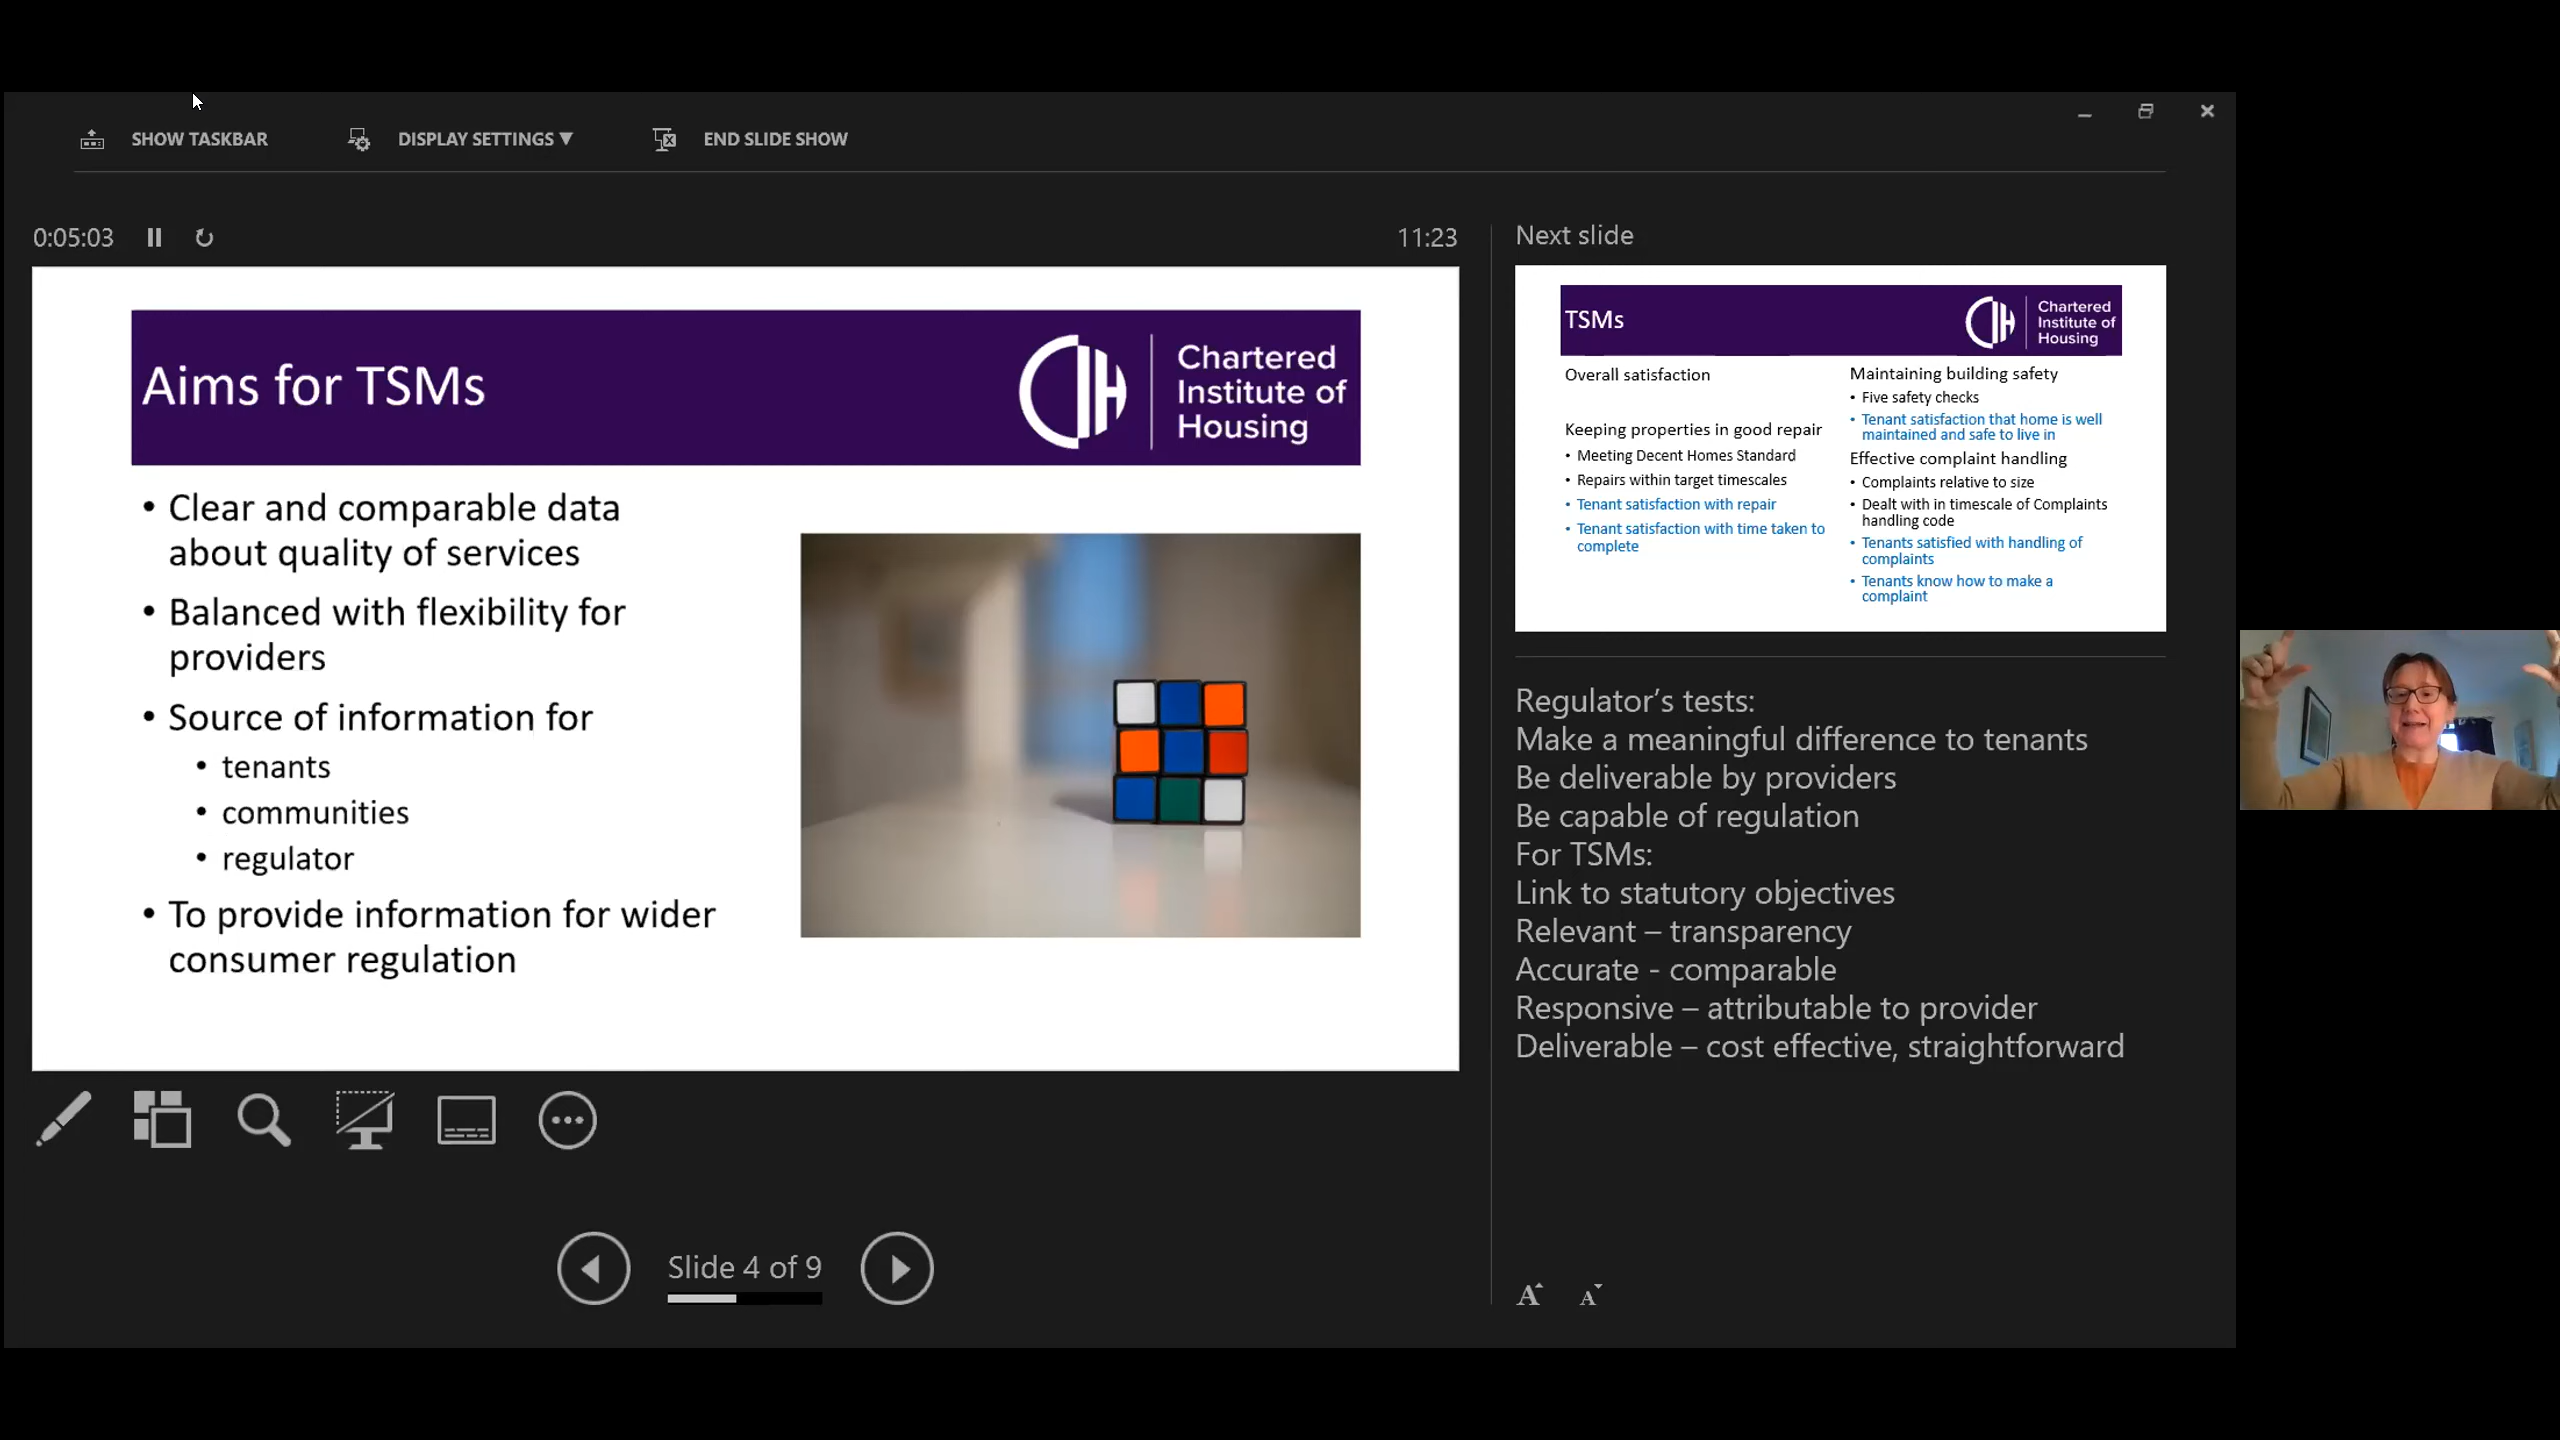 SHOW TASKBAR
DISPLAY SETTINGS ▼
END SLIDE SHOW
0:05:03
11:23
Aims for TSMs
Chartered
Institute of
Housing
• Clear and comparable data
about quality of services
• Balanced with flexibility for
providers
• Source of information for
• tenants
• communities
• regulator
• To provide information for wider
consumer regulation
Slide 4 of 9
Next slide
TSMs
Chartered
Institute of
Housing
Overall satisfaction
Keeping properties in good repair
• Meeting Decent Homes Standard
• Repairs within target timescales
• Tenant satisfaction with repair
• Tenant satisfaction with time taken to
complete
Maintaining building safety
• Five safety checks
• Tenant satisfaction that home is well
maintained and safe to live in
Effective complaint handling
• Complaints relative to size
• Dealt with in timescale of Complaints
handling code
• Tenants satisfied with handling of
complaints
• Tenants know how to make a
complaint
Regulator’s tests:
Make a meaningful difference to tenants
Be deliverable by providers
Be capable of regulation
For TSMs:
Link to statutory objectives
Relevant – transparency
Accurate - comparable
Responsive – attributable to provider
Deliverable – cost effective, straightforward
A A